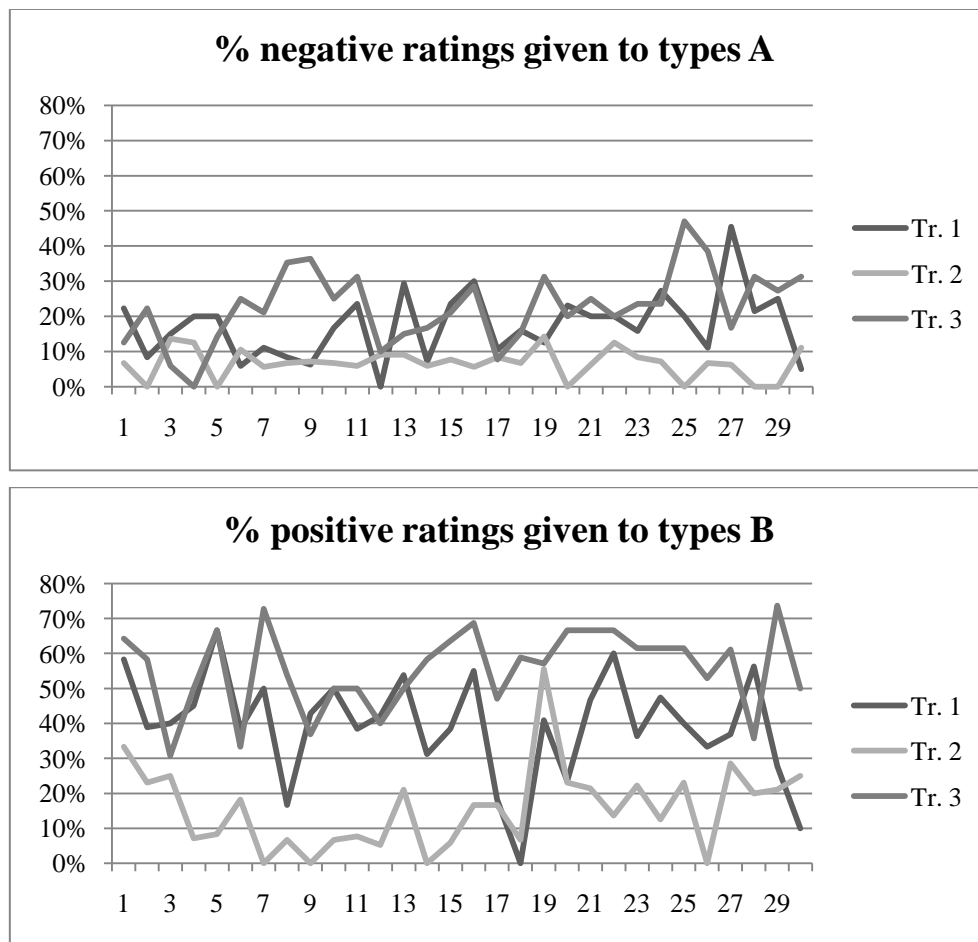 % negative ratings given to types A
80%
70%
60%
50%
40%
30%
20%
10%
0%
1 3 5 7 9 11 13 15 17 19 21 23 25 27 29
Tr. 1
Tr. 2
Tr. 3
% positive ratings given to types B
80%
70%
60%
50%
40%
30%
20%
10%
0%
1 3 5 7 9 11 13 15 17 19 21 23 25 27 29
Tr. 1
Tr. 2
Tr. 3